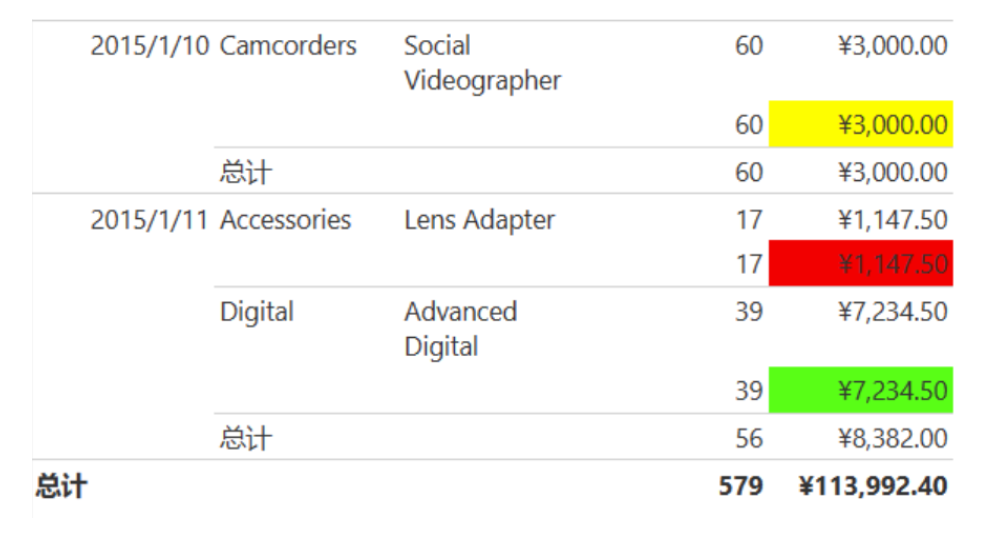 2015/1/10 Camcorders Social 60 ¥3,000.00
Videographer
60 ¥3,000.00
总计 60 ¥3,000.00
2015/1/11 Accessories Lens Adapter 17 ¥1,147.50
17 ¥1,147.50
Digital Advanced 39 ¥7,234.50
Digital
39 ¥7,234.50
总计 56 ¥8,382.00
总计 579 ¥113,992.40